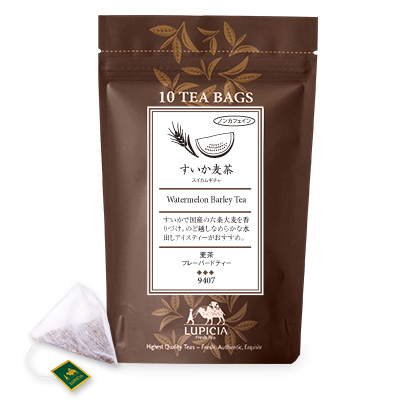 10 TEA BAGS
ノンカフェイン
すいか麦茶
スイカムギチャ
Watermelon Barley Tea
すいかで国産の六条大麦を香
りづけ。のど越しなめらかな水
出しアイスティーがおすすめ。
麦茶
フレーバードティー
9407
LUPICIA
Fresh Tea
Highest Quality Teas – Fresh, Authentic, Exquisite
LUPICIA